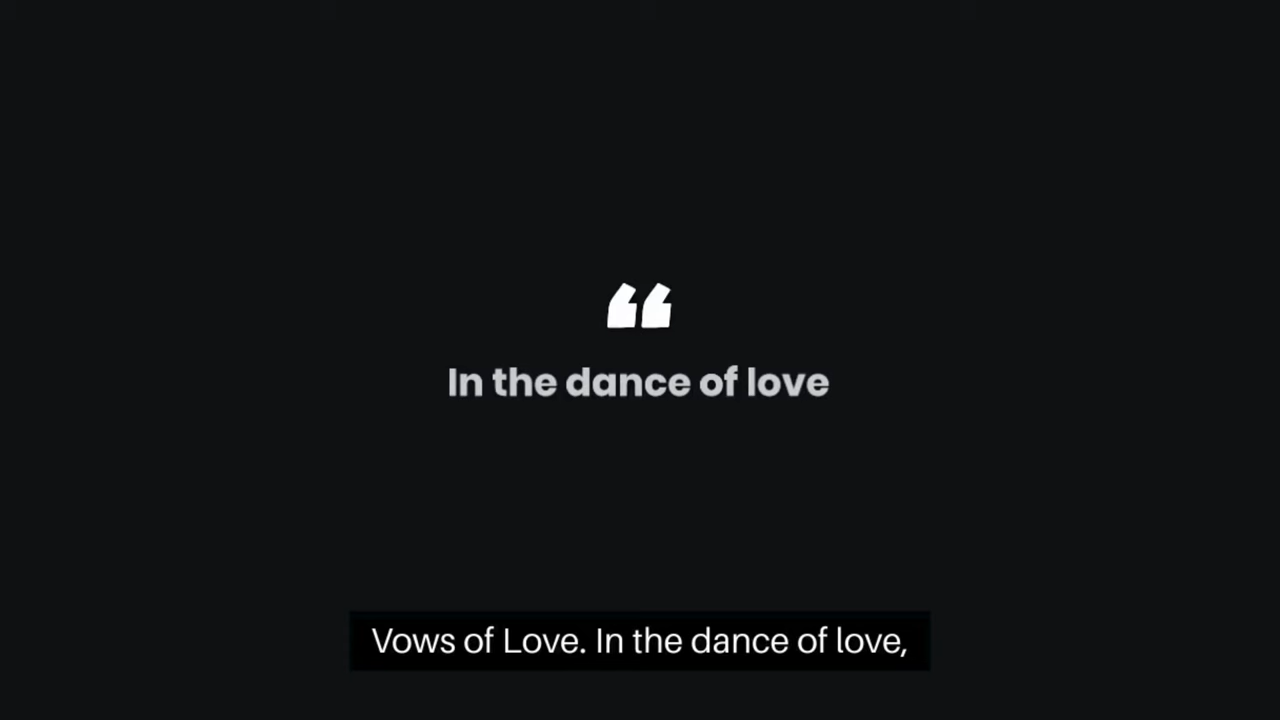 “
In the dance of love
Vows of Love. In the dance of love,